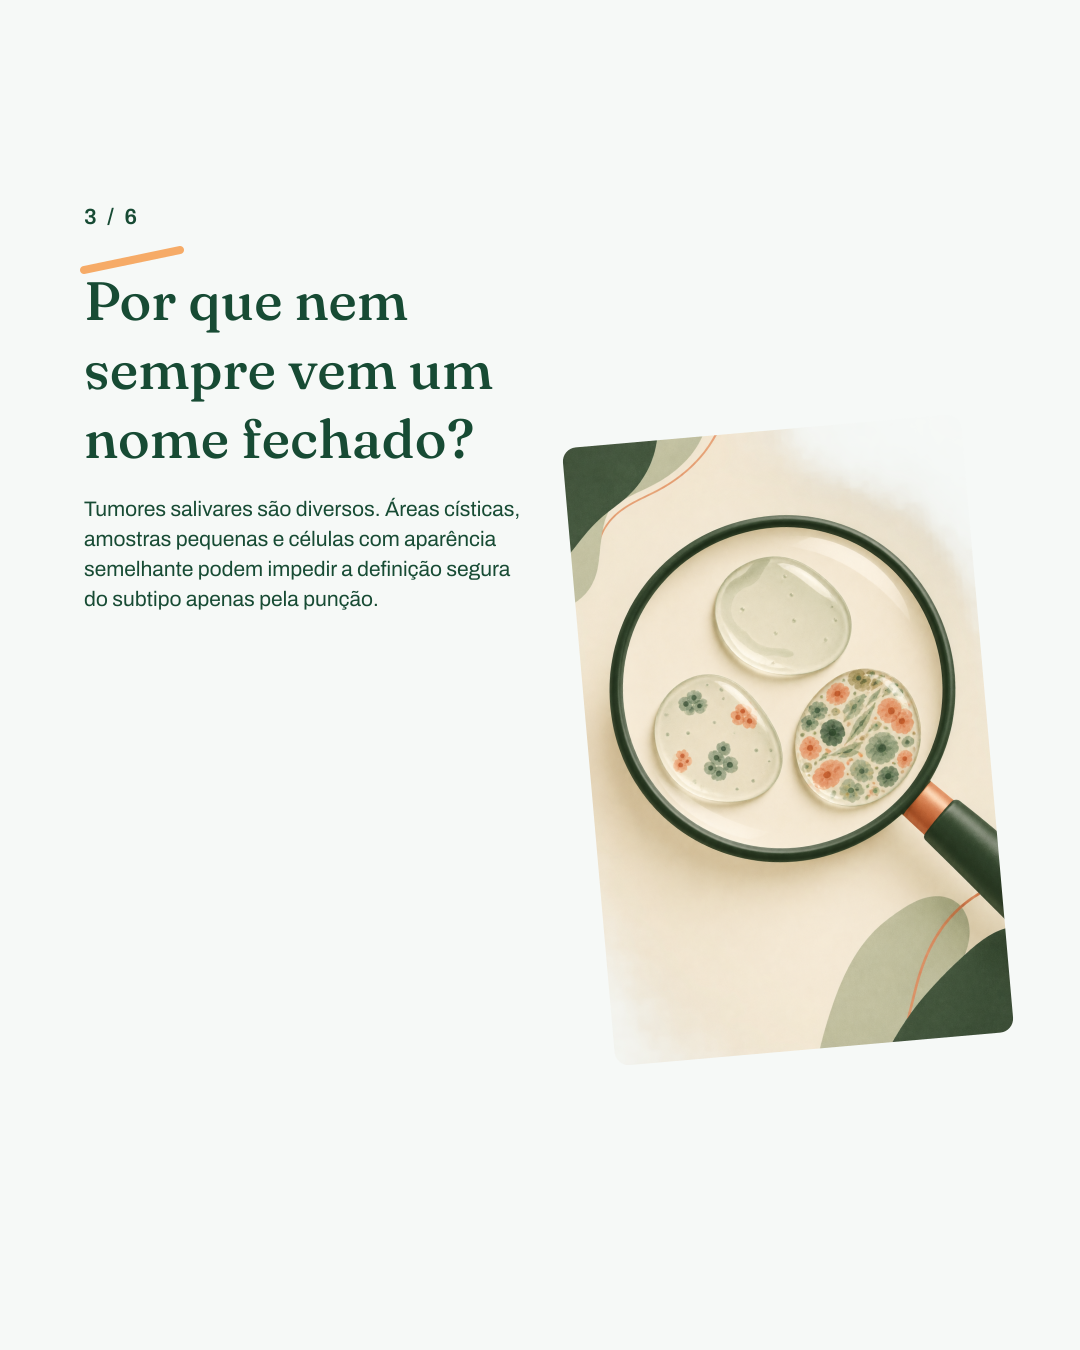 3 / 6
Por que nem
sempre vem um
nome fechado?
Tumores salivares são diversos. Áreas císticas,
amostras pequenas e células com aparência
semelhante podem impedir a definição segura
do subtipo apenas pela punção.